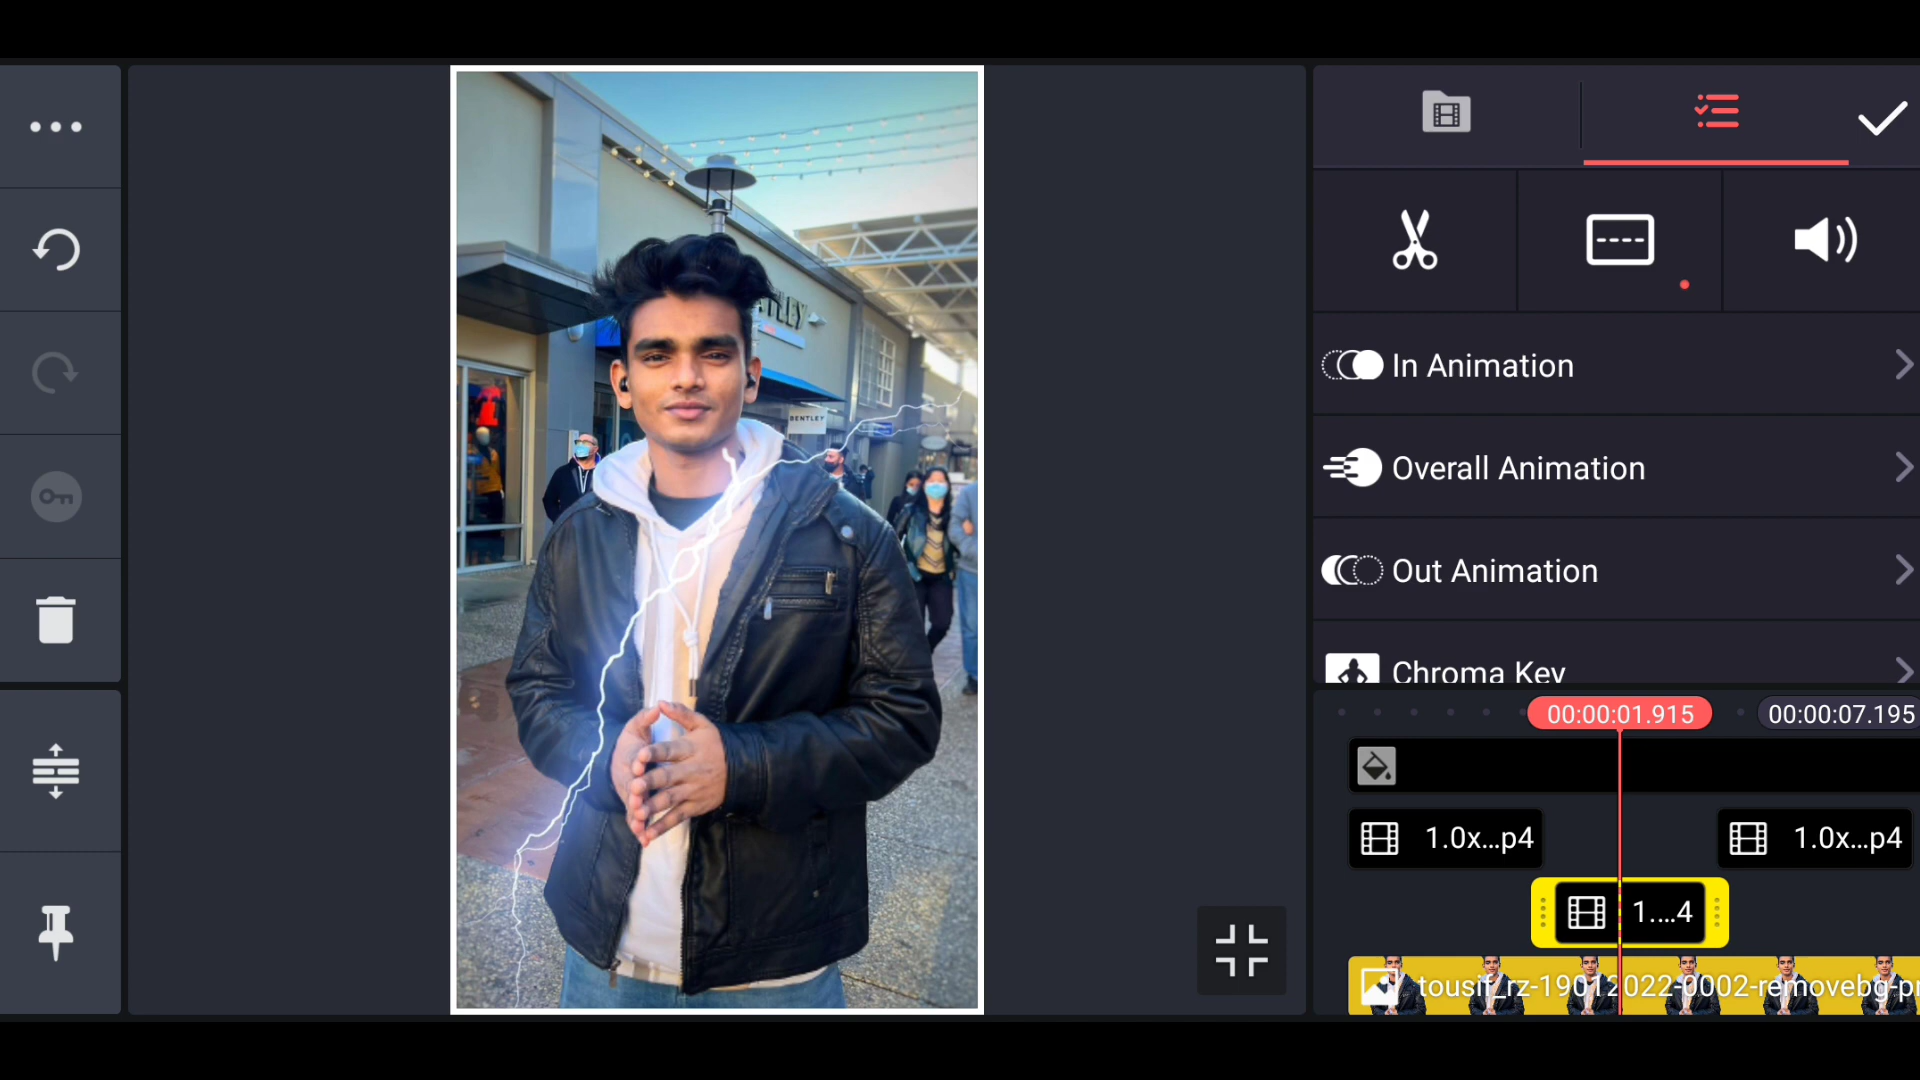 TLEY
BENTLEY
In Animation
Overall Animation
Out Animation
Chroma Key
00:00:01.915
00:00:07.195
1.0x...p4
1.0x...p4
1....4
tousif_rz-19012022-0002-removebg-pr